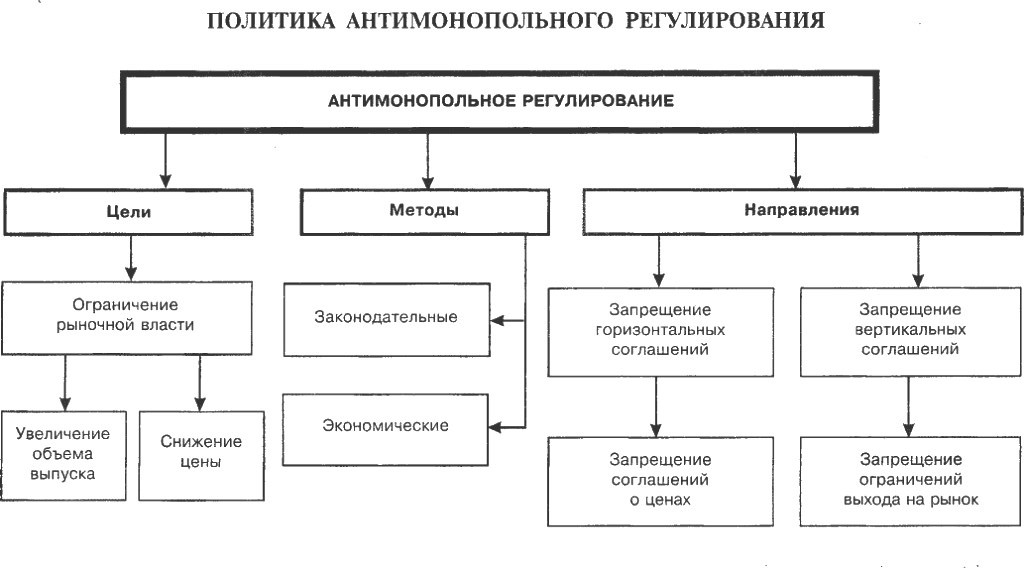 ПОЛИТИКА АНТИМОНОПОЛЬНОГО РЕГУЛИРОВАНИЯ
АНТИМОНОПОЛЬНОЕ РЕГУЛИРОВАНИЕ
Цели
Методы
Направления
Ограничение
рыночной власти
Законодательные
Запрещение
горизонтальных
соглашений
Запрещение
вертикальных
соглашений
Увеличение
объема
выпуска
Снижение
цены
Экономические
Запрещение
соглашений
о ценах
Запрещение
ограничений
выхода на рынок